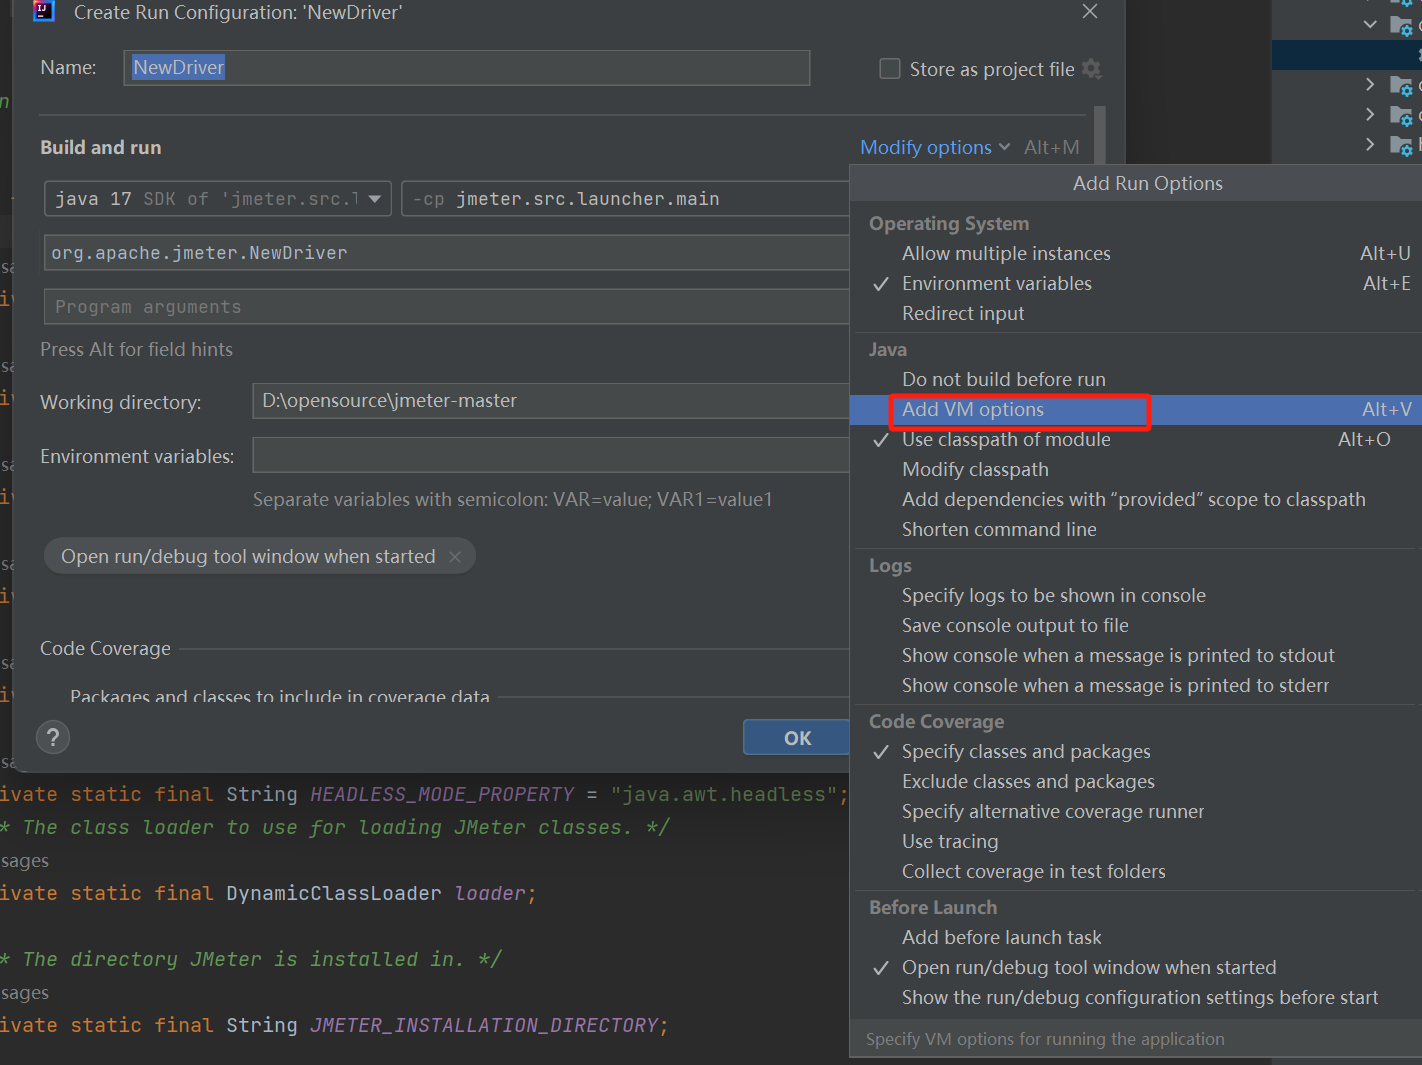 Create Run Configuration: 'NewDriver'
Name: NewDriver Store as project file
Build and run Modify options Alt+M
java 17 SDK of 'jmeter.src.l -cp jmeter.src.launcher.main
org.apache.jmeter.NewDriver
Program arguments
Press Alt for field hints
Working directory: D:\opensource\jmeter-master
Environment variables:
Separate variables with semicolon: VAR=value; VAR1=value1
Open run/debug tool window when started
Code Coverage
Packages and classes to include in coverage data
? OK
Add Run Options
Operating System
Allow multiple instances Alt+U
Environment variables Alt+E
Redirect input
Java
Do not build before run
Add VM options Alt+V
Use classpath of module Alt+O
Modify classpath
Add dependencies with “provided” scope to classpath
Shorten command line
Logs
Specify logs to be shown in console
Save console output to file
Show console when a message is printed to stdout
Show console when a message is printed to stderr
Code Coverage
Specify classes and packages
Exclude classes and packages
Specify alternative coverage runner
Use tracing
Collect coverage in test folders
Before Launch
Add before launch task
Open run/debug tool window when started
Show the run/debug configuration settings before start
Specify VM options for running the application
ivate static final String HEADLESS_MODE_PROPERTY = "java.awt.headless";
* The class loader to use for loading JMeter classes. */
sages
ivate static final DynamicClassLoader loader;
* The directory JMeter is installed in. */
sages
ivate static final String JMETER_INSTALLATION_DIRECTORY;